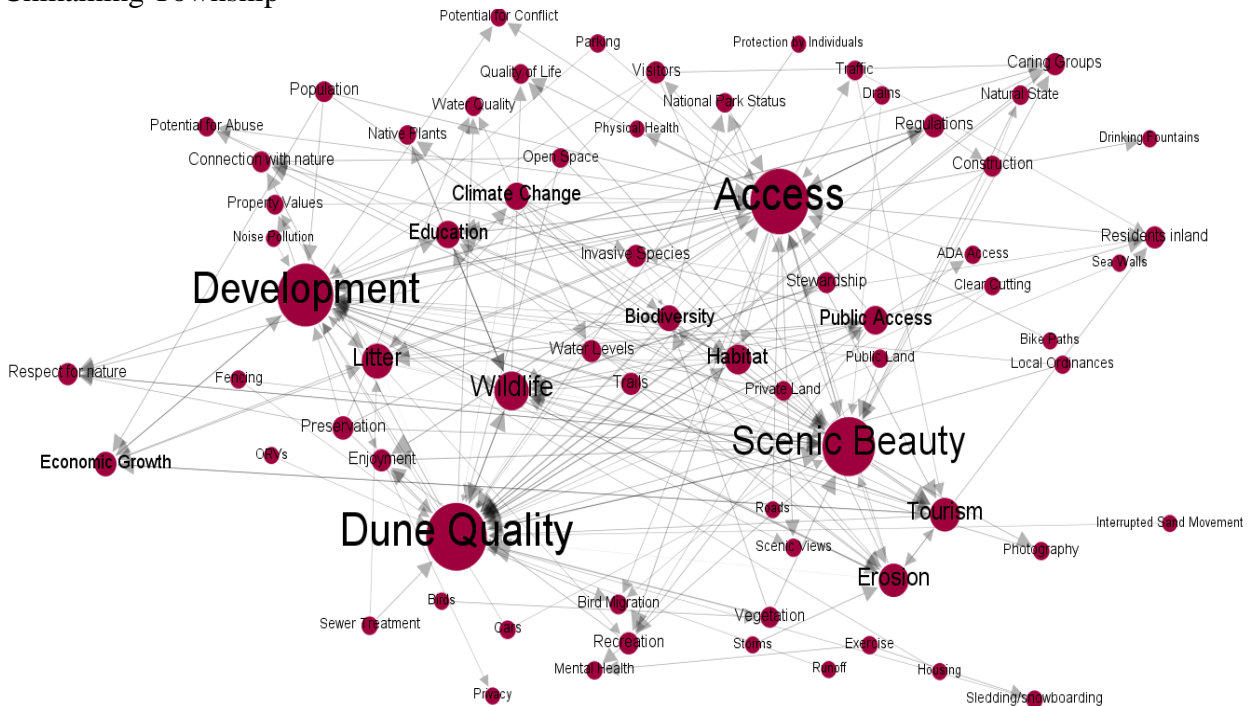 Potential for Conflict
Parking
Protection by Individuals
Quality of Life
Visitors
Traffic
Caring Groups
Population
Water Quality
National Park Status
Drains
Natural State
Potential for Abuse
Native Plants
Physical Health
Regulations
Drinking Fountains
Connection with nature
Open Space
Construction
Climate Change
Access
Property Values
Education
Noise Pollution
Invasive Species
ADA Access
Residents inland
Sea Walls
Development
Stewardship
Clear Cutting
Biodiversity
Public Access
Bike Paths
Litter
Water Levels
Habitat
Public Land
Local Ordinances
Respect for nature
Fencing
Wildlife
Trails
Private Land
Preservation
Scenic Beauty
Economic Growth
ORVs
Enjoyment
Dune Quality
Roads
Tourism
Interrupted Sand Movement
Scenic Views
Photography
Erosion
Birds
Bird Migration
Vegetation
Sewer Treatment
Cars
Recreation
Storms
Exercise
Mental Health
Runoff
Housing
Privacy
Sledding/snowboarding